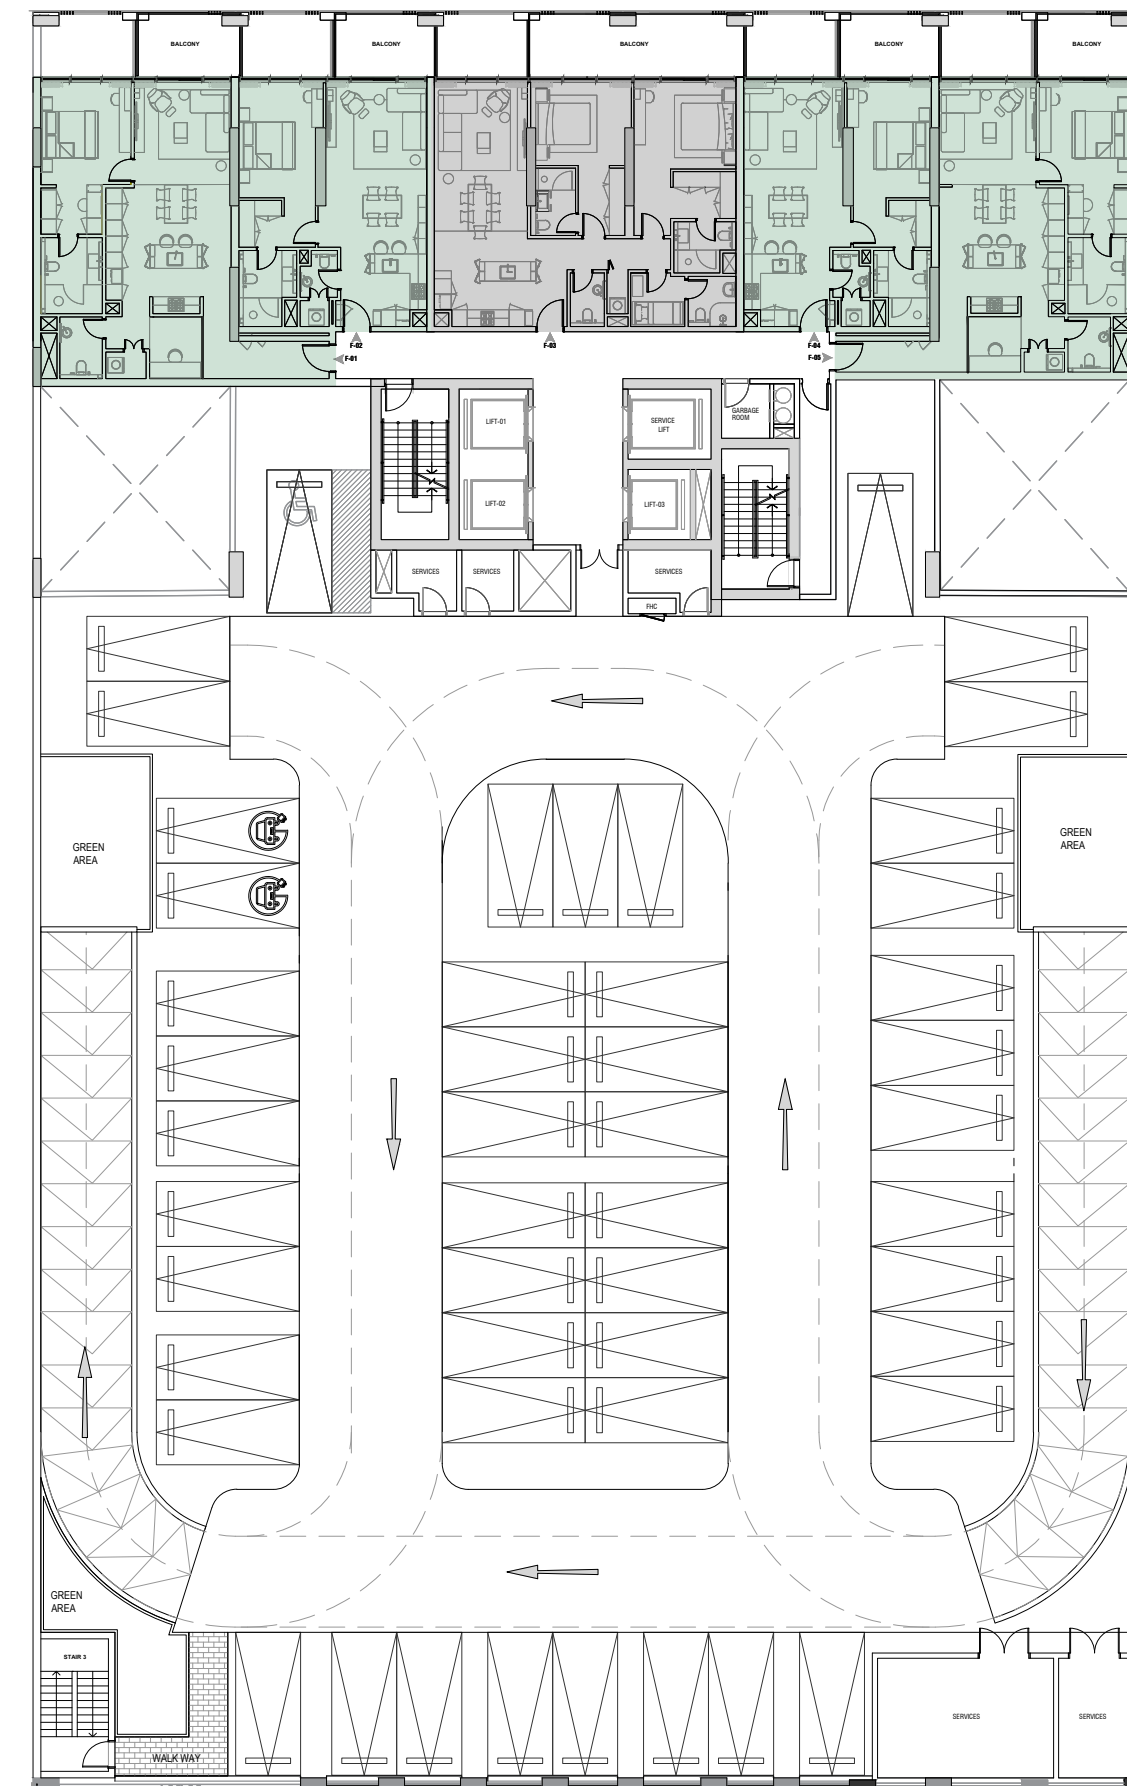 BALCONY
BALCONY
BALCONY
BALCONY
BALCONY
F-02
F-01
F-03
F-04
F-05
LIFT-01
SERVICE
LIFT
GARBAGE
ROOM
LIFT-02
LIFT-03
SERVICES
SERVICES
SERVICES
FHC
GREEN
AREA
GREEN
AREA
GREEN
AREA
STAIR 3
SERVICES
SERVICES
WALK WAY